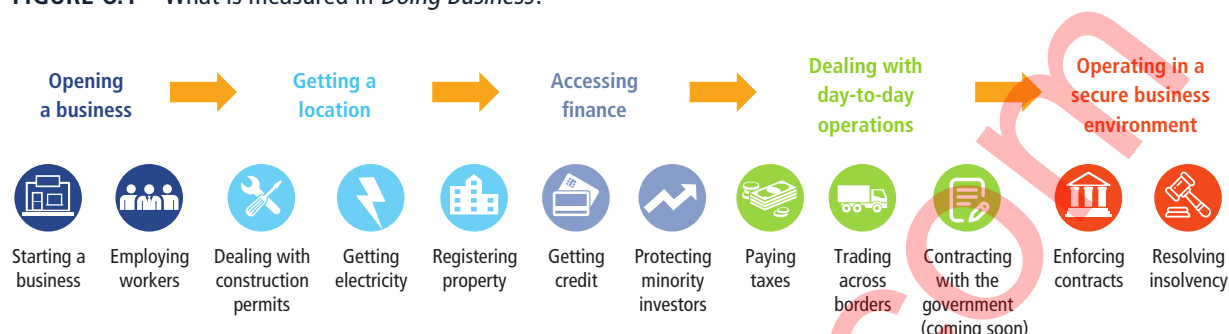 FIGURE 6.1 What is measured in Doing Business?
Opening
a business
Getting a
location
Accessing
finance
Dealing with
day-to-day
operations
Operating in a
secure business
environment
Starting a
business
Employing
workers
Dealing with
construction
permits
Getting
electricity
Registering
property
Getting
credit
Protecting
minority
investors
Paying
taxes
Trading
across
borders
Contracting
with the
government
(coming soon)
Enforcing
contracts
Resolving
insolvency
com